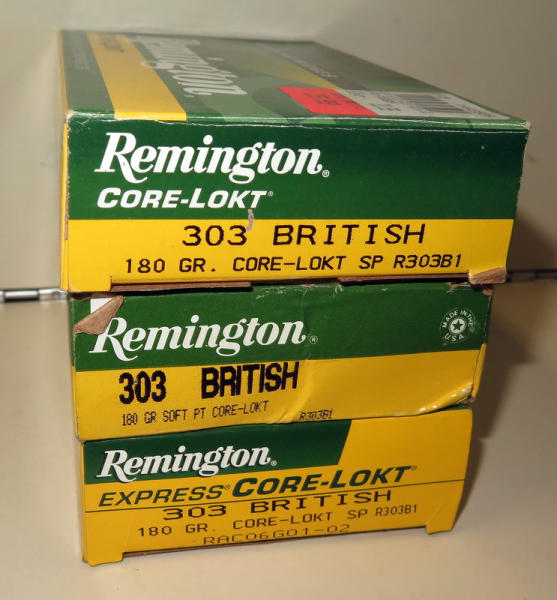 Remington
Remington®
CORE-LOKT®
303 BRITISH
180 GR. CORE-LOKT SP R303B1
Remington®
MADE IN THE USA
303 BRITISH
180 GR SOFT PT CORE-LOKT R303B1
Remington®
EXPRESS® CORE-LOKT®
303 BRITISH
180 GR. CORE-LOKT SP R303B1
RAC06G01-02